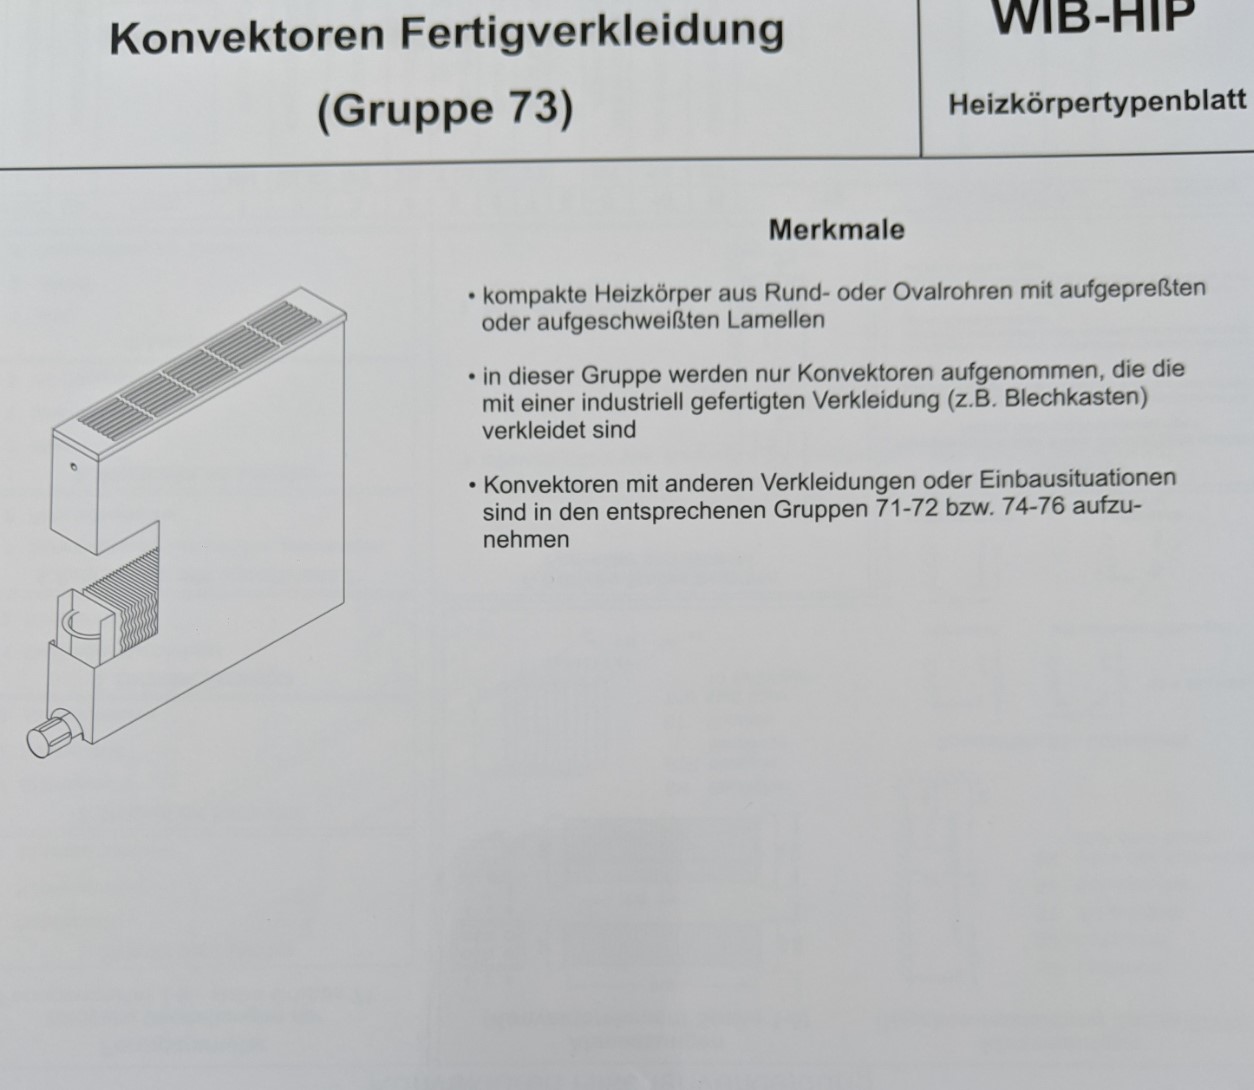 Konvektoren Fertigverkleidung
(Gruppe 73)
WIB-HIP
Heizkörpertypenblatt
Merkmale
• kompakte Heizkörper aus Rund- oder Ovalrohren mit aufgepreßten
oder aufgeschweißten Lamellen
• in dieser Gruppe werden nur Konvektoren aufgenommen, die die
mit einer industriell gefertigten Verkleidung (z.B. Blechkasten)
verkleidet sind
• Konvektoren mit anderen Verkleidungen oder Einbausituationen
sind in den entsprechenen Gruppen 71-72 bzw. 74-76 aufzu-
nehmen